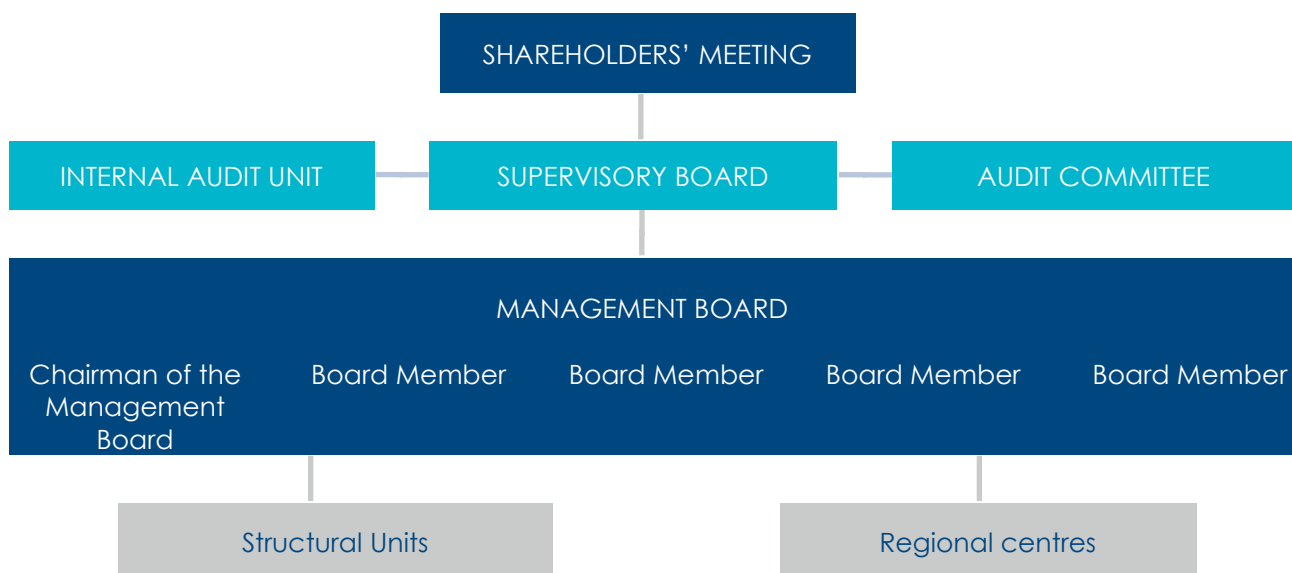 SHAREHOLDERS’ MEETING
INTERNAL AUDIT UNIT
SUPERVISORY BOARD
AUDIT COMMITTEE
MANAGEMENT BOARD
Chairman of the
Management
Board
Board Member
Board Member
Board Member
Board Member
Structural Units
Regional centres